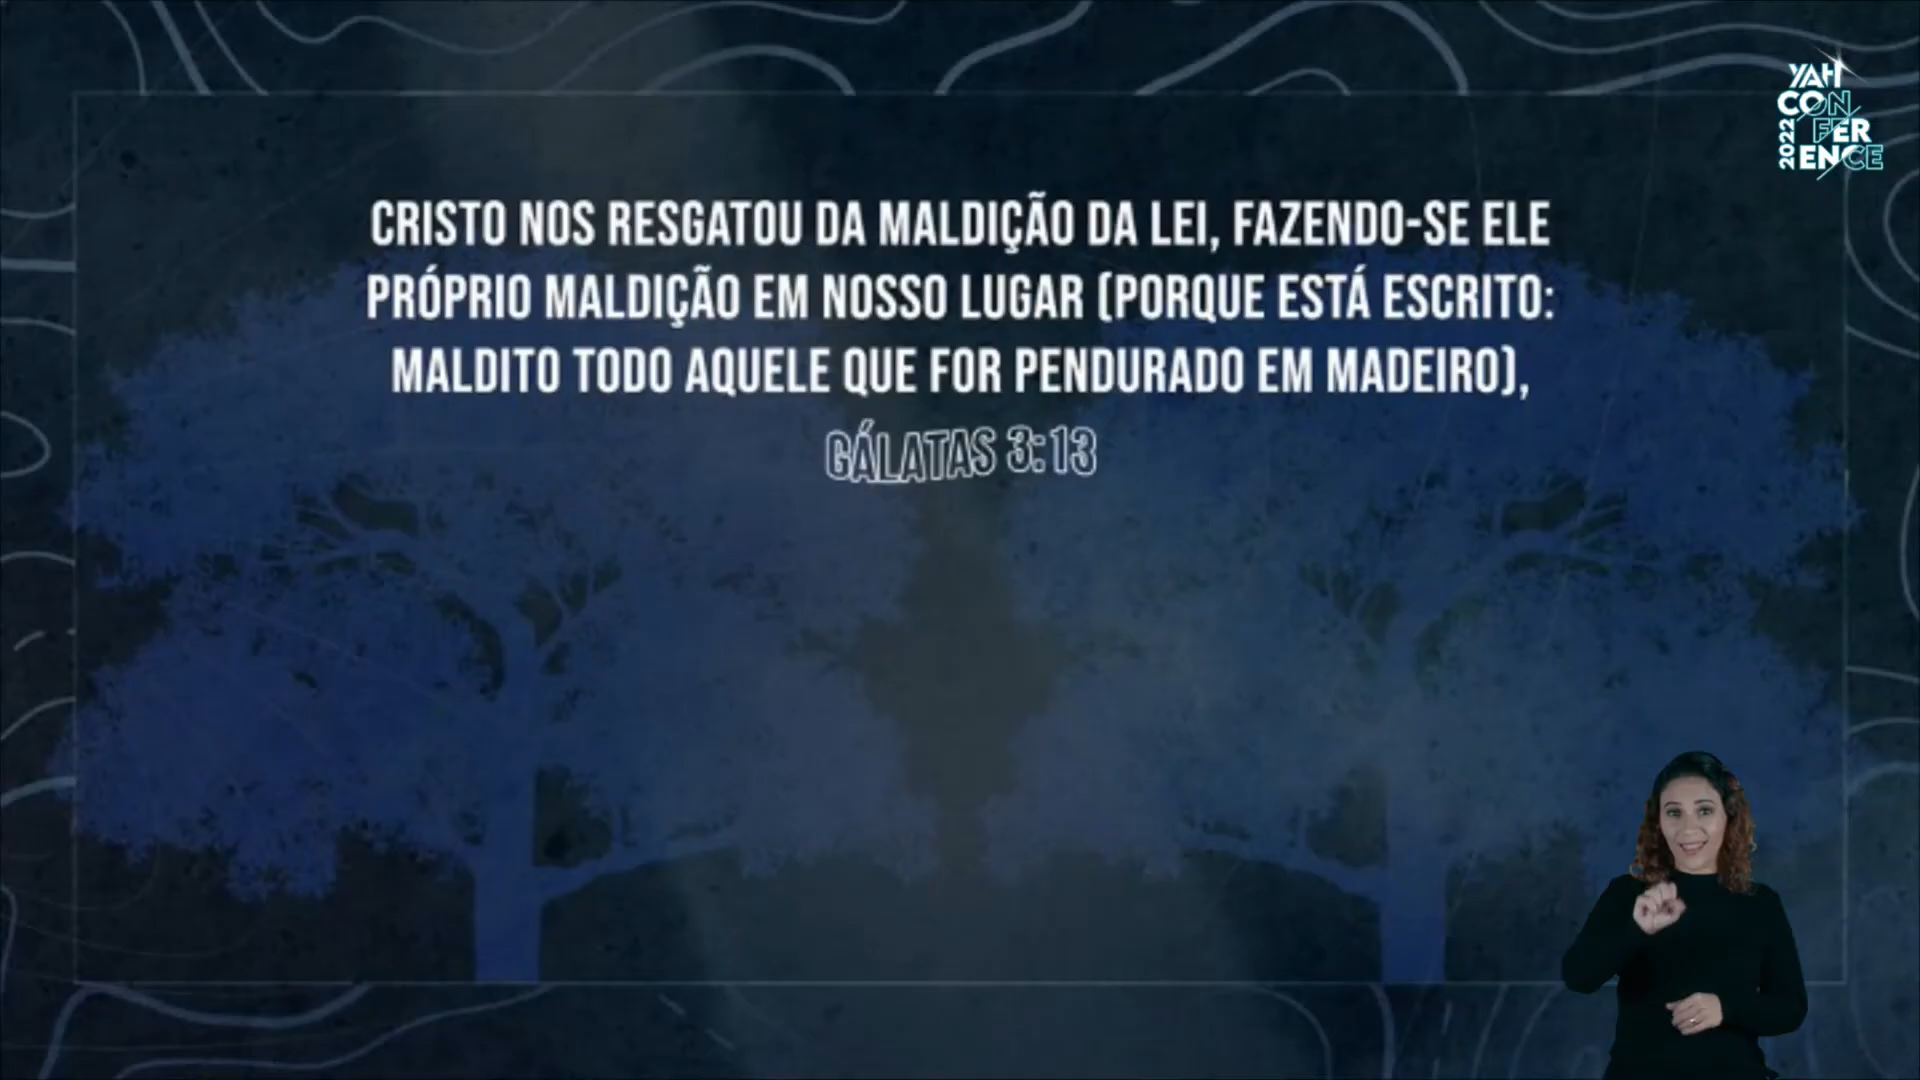 YAH
CON
FER
2022 ENCE
CRISTO NOS RESGATOU DA MALDIÇÃO DA LEI, FAZENDO-SE ELE
PRÓPRIO MALDIÇÃO EM NOSSO LUGAR (PORQUE ESTÁ ESCRITO:
MALDITO TODO AQUELE QUE FOR PENDURADO EM MADEIRO),
GÁLATAS 3:13